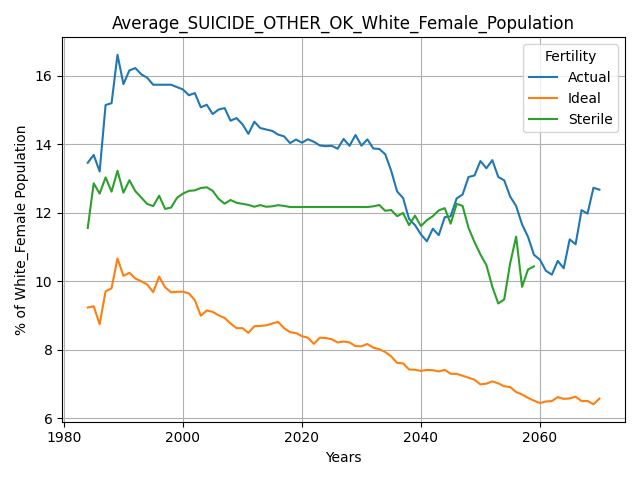 Average_SUICIDE_OTHER_OK_White_Female_Population
% of White_Female Population
16
14
12
10
8
6
1980
2000
2020
2040
2060
Years
Fertility
Actual
Ideal
Sterile